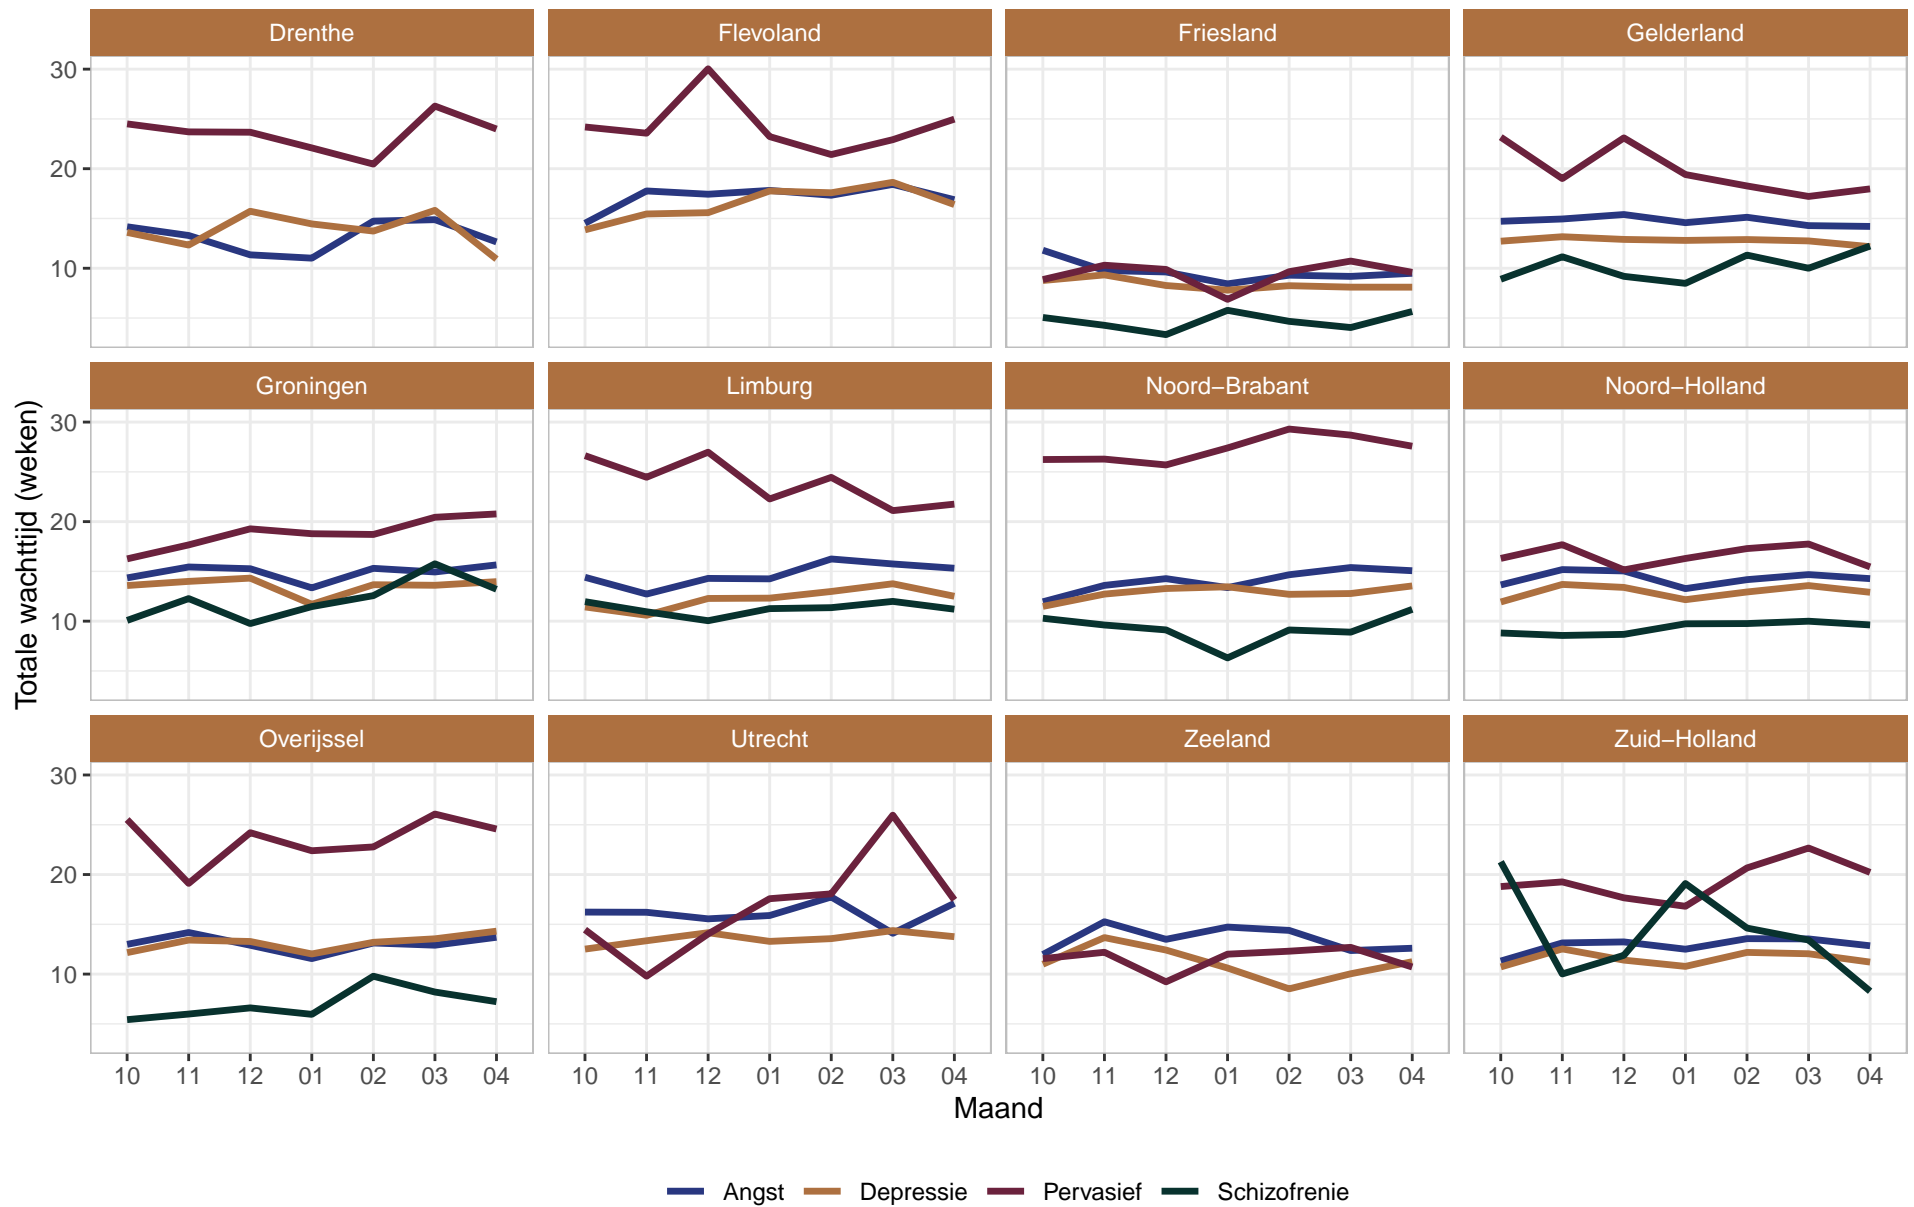 Drenthe Flevoland Friesland Gelderland
30
20
10
Groningen Limburg Noord−Brabant Noord−Holland
30
20
10
Totale wachttijd (weken)
Overijssel Utrecht Zeeland Zuid−Holland
30
20
10
10 11 12 01 02 03 04 10 11 12 01 02 03 04 10 11 12 01 02 03 04 10 11 12 01 02 03 04
Maand
Angst Depressie Pervasief Schizofrenie